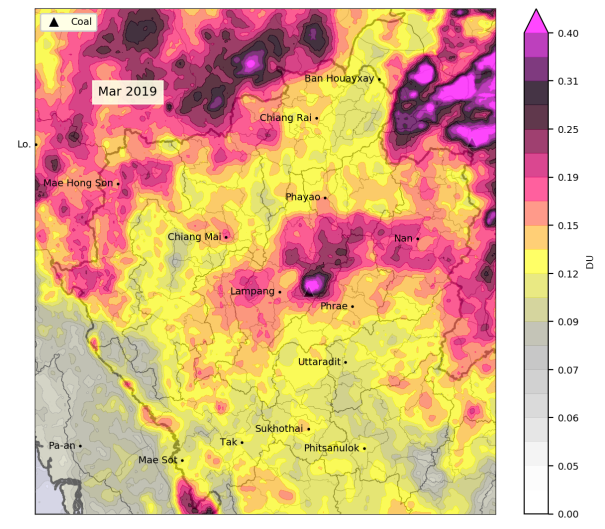 Coal
0.40
Ban Houayxay
0.31
Mar 2019
Chiang Rai
0.25
Lo.
Mae Hong Son
0.19
Phayao
0.15
Chiang Mai
Nan
DU
0.12
Lampang
Phrae
0.09
Uttaradit
0.06
Sukhothai
Tak
Pa-an
Phitsanulok
Mae Sot
0.05
0.00